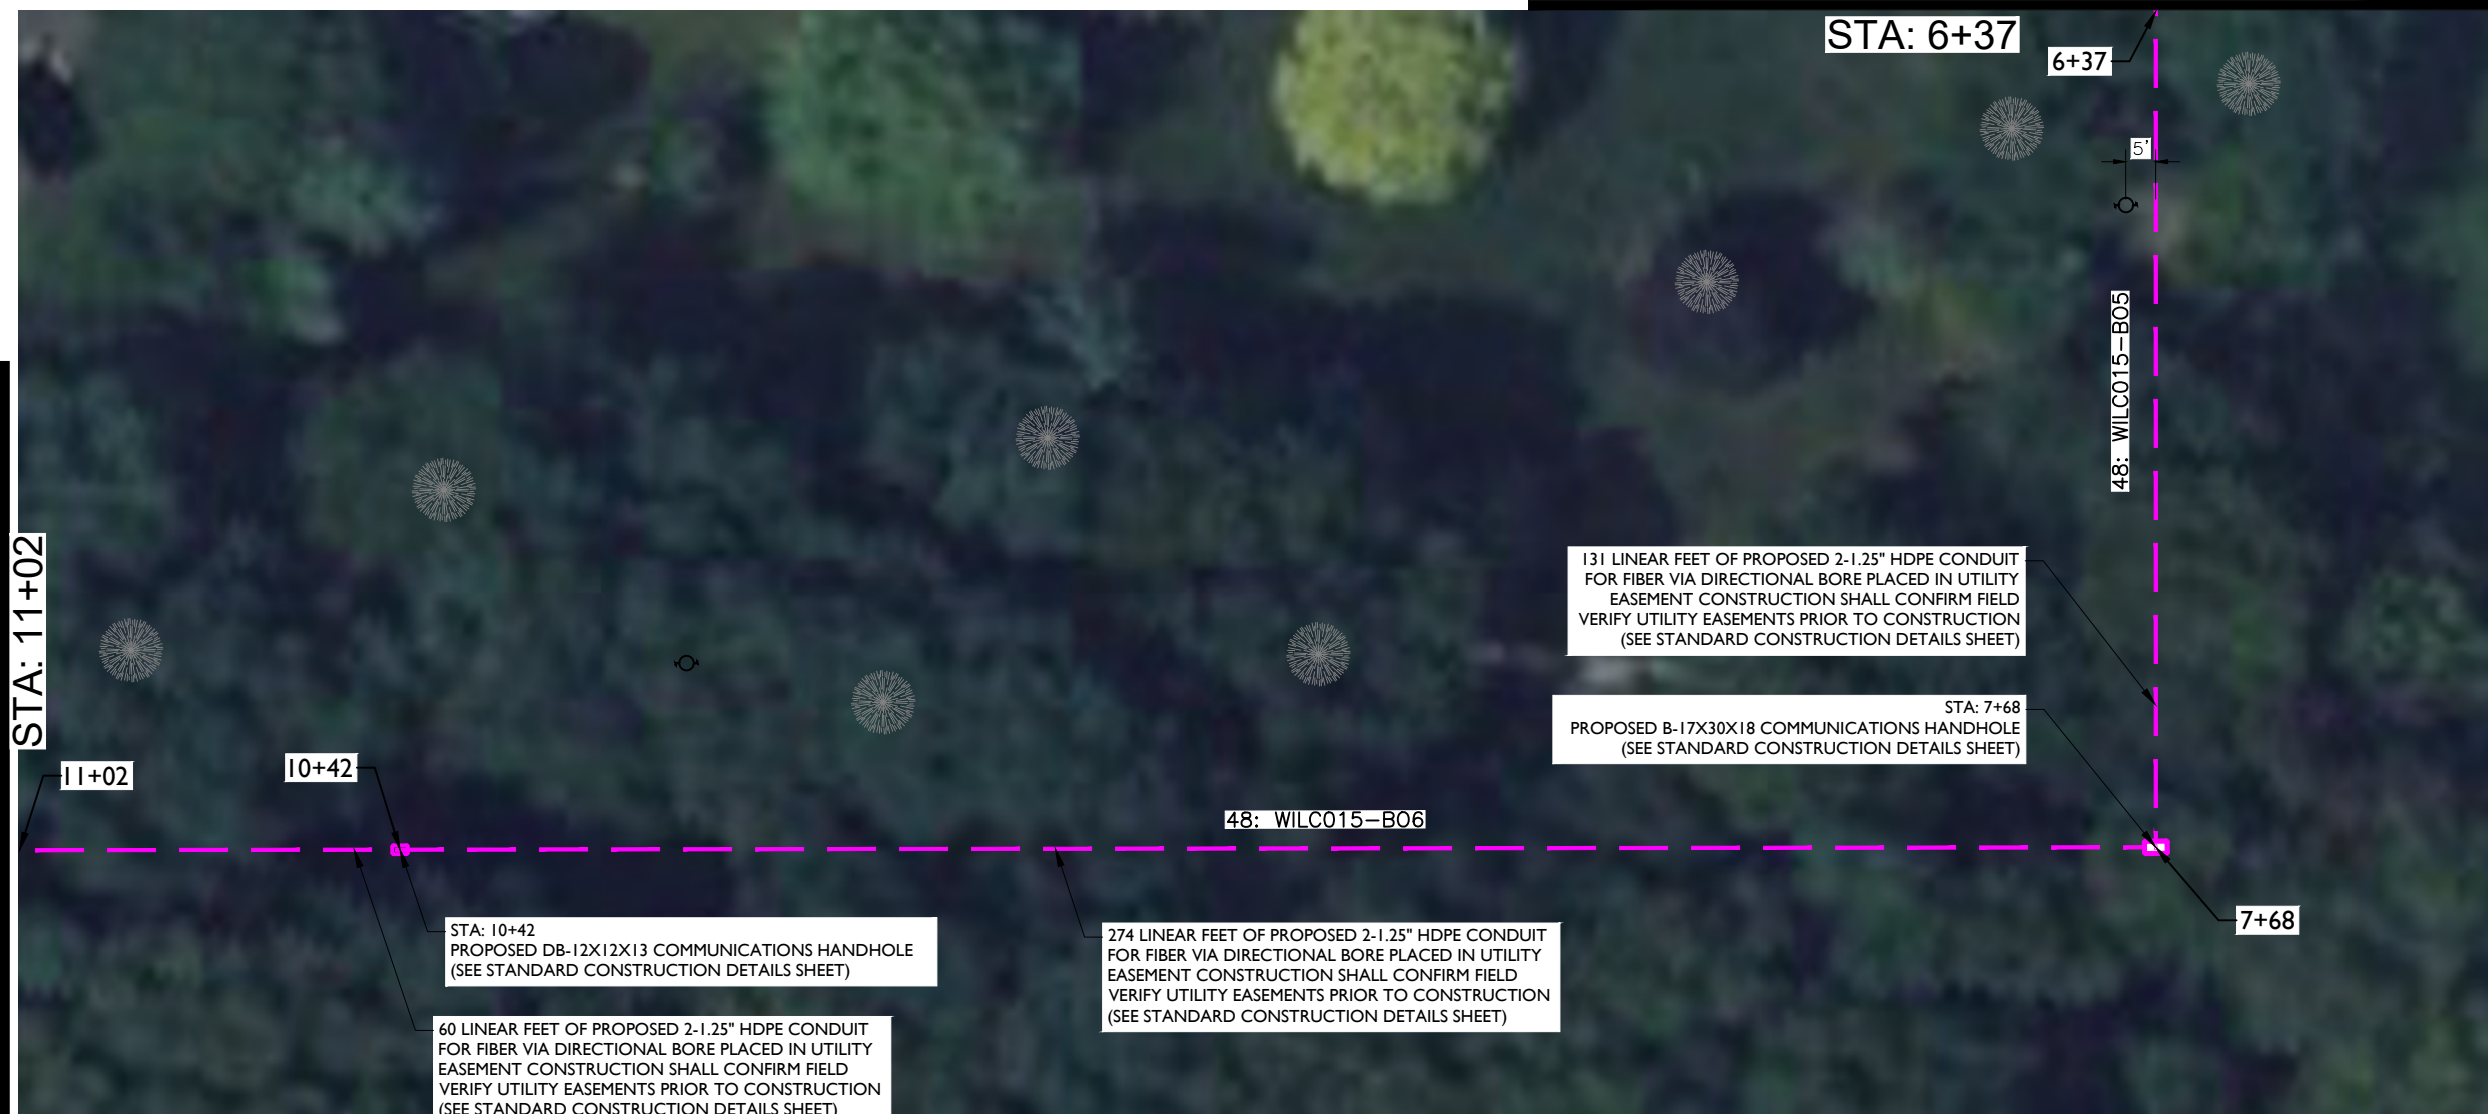 STA: 6+37
6+37
5'
48: WILC015-B05
131 LINEAR FEET OF PROPOSED 2-1.25" HDPE CONDUIT
FOR FIBER VIA DIRECTIONAL BORE PLACED IN UTILITY
EASEMENT CONSTRUCTION SHALL CONFIRM FIELD
VERIFY UTILITY EASEMENTS PRIOR TO CONSTRUCTION
(SEE STANDARD CONSTRUCTION DETAILS SHEET)
STA: 7+68
PROPOSED B-17X30X18 COMMUNICATIONS HANDHOLE
(SEE STANDARD CONSTRUCTION DETAILS SHEET)
STA: 11+02
11+02
10+42
48: WILC015-B06
7+68
STA: 10+42
PROPOSED DB-12X12X13 COMMUNICATIONS HANDHOLE
(SEE STANDARD CONSTRUCTION DETAILS SHEET)
274 LINEAR FEET OF PROPOSED 2-1.25" HDPE CONDUIT
FOR FIBER VIA DIRECTIONAL BORE PLACED IN UTILITY
EASEMENT CONSTRUCTION SHALL CONFIRM FIELD
VERIFY UTILITY EASEMENTS PRIOR TO CONSTRUCTION
(SEE STANDARD CONSTRUCTION DETAILS SHEET)
60 LINEAR FEET OF PROPOSED 2-1.25" HDPE CONDUIT
FOR FIBER VIA DIRECTIONAL BORE PLACED IN UTILITY
EASEMENT CONSTRUCTION SHALL CONFIRM FIELD
VERIFY UTILITY EASEMENTS PRIOR TO CONSTRUCTION
(SEE STANDARD CONSTRUCTION DETAILS SHEET)